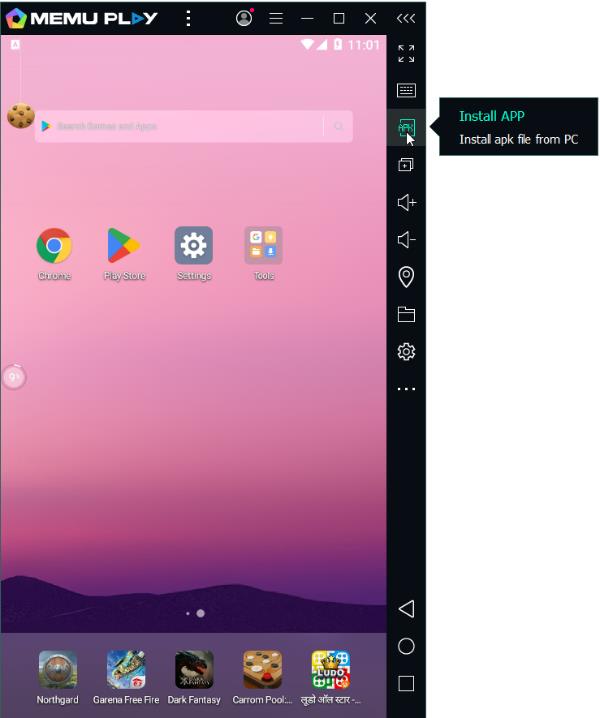 MEMU PLAY
A
11:01
Search Games and Apps
APK
Install APP
Install apk file from PC
Chrome
Play Store
Settings
Tools
Northgard
Garena Free Fire
Dark Fantasy
Carrom Pool:...
LUDO
लूडो ऑल स्टार -...